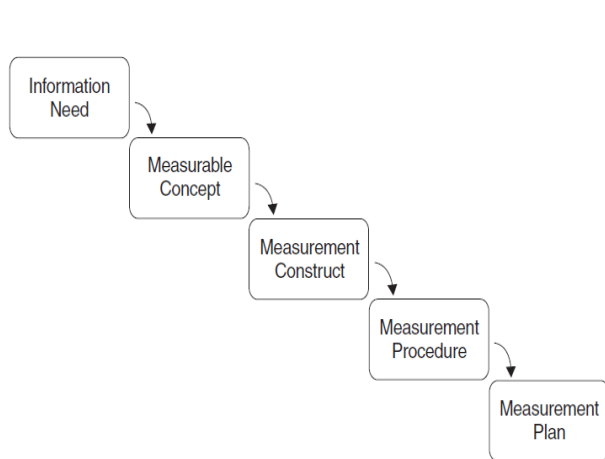 Information
Need
Measurable
Concept
Measurement
Construct
Measurement
Procedure
Measurement
Plan